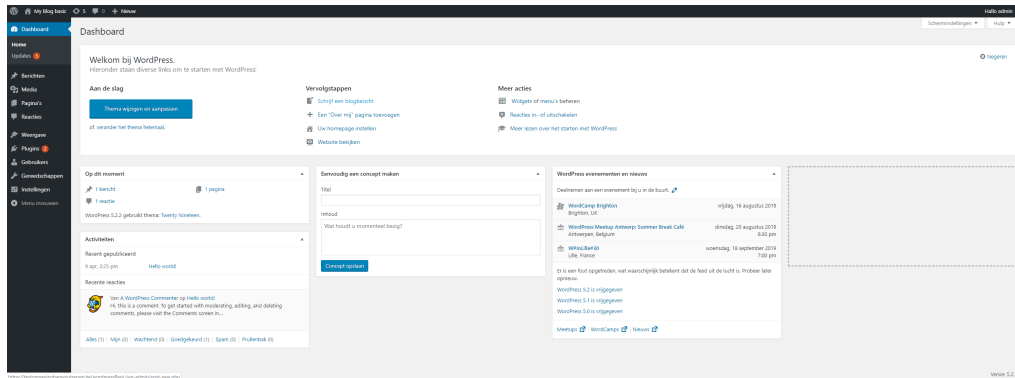 My Blog basic 5 0 + Nieuw Hallo admin
Dashboard
Home
Updates 5
Berichten
Media
Pagina's
Reacties
Weergave
Plugins 2
Gebruikers
Gereedschappen
Instellingen
Menu invouwen
Scherminstellingen Hulp
Dashboard
Welkom bij WordPress.
Negeren
Hieronder staan diverse links om te starten met WordPress:
Aan de slag
Thema wijzigen en aanpassen
of, verander het thema helemaal.
Vervolgstappen
Schrijf een blogbericht
Een "Over mij" pagina toevoegen
Uw homepage instellen
Website bekijken
Meer acties
Widgets of menu's beheren
Reacties in- of
uitschakelen
Meer lezen over het starten met WordPress
Op dit moment
1 bericht 1 pagina
1 reactie
WordPress 5.2.2 gebruikt thema: Twenty Nineteen.
Activiteiten
Recent gepubliceerd
9 apr, 2:25 pm Hello world!
Recente reacties
Van A WordPress Commenter op Hello world!
Hi, this is a comment. To get started with moderating, editing, and deleting
comments, please visit the Comments screen in...
Alles (1) | Mijn (0) | Wachtend (0) | Goedgekeurd (1) | Spam (0) | Prullenbak (0)
Eenvoudig een concept maken
Titel
Inhoud
Wat houdt u momenteel bezig?
Concept opslaan
WordPress evenementen en nieuws
Deelnemen aan een evenement bij u in de buurt.
WordCamp Brighton vrijdag, 16 augustus 2019
Brighton, UK
WordPress Meetup Antwerp: Summer Break Café dinsdag, 20 augustus 2019
Antwerpen, Belgium 6:30 pm
WPinLille#30 woensdag, 18 september 2019
Lille, France 7:00 pm
Er is een fout opgetreden, wat waarschijnlijk betekent dat de feed uit de lucht is. Probeer later
opnieuw.
WordPress 5.2 is vrijgegeven
WordPress 5.1 is vrijgegeven
WordPress 5.0 is vrijgegeven
Meetups | WordCamps | Nieuws
Versie: 5.2.